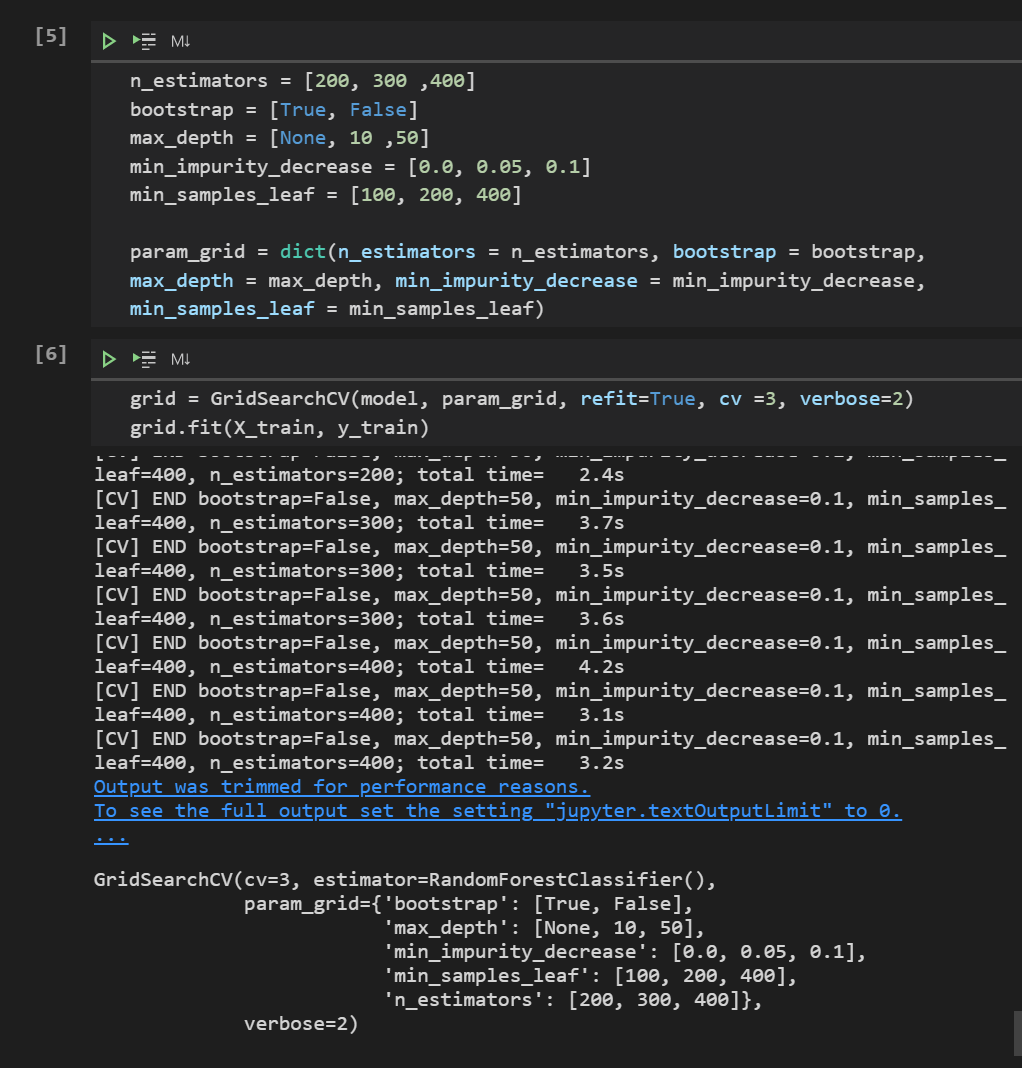 [5]
M↓
n_estimators = [200, 300 ,400]
bootstrap = [True, False]
max_depth = [None, 10 ,50]
min_impurity_decrease = [0.0, 0.05, 0.1]
min_samples_leaf = [100, 200, 400]
param_grid = dict(n_estimators = n_estimators, bootstrap = bootstrap,
max_depth = max_depth, min_impurity_decrease = min_impurity_decrease,
min_samples_leaf = min_samples_leaf)
[6]
M↓
grid = GridSearchCV(model, param_grid, refit=True, cv =3, verbose=2)
grid.fit(X_train, y_train)
leaf=400, n_estimators=200; total time=   2.4s
[CV] END bootstrap=False, max_depth=50, min_impurity_decrease=0.1, min_samples_
leaf=400, n_estimators=300; total time=   3.7s
[CV] END bootstrap=False, max_depth=50, min_impurity_decrease=0.1, min_samples_
leaf=400, n_estimators=300; total time=   3.5s
[CV] END bootstrap=False, max_depth=50, min_impurity_decrease=0.1, min_samples_
leaf=400, n_estimators=300; total time=   3.6s
[CV] END bootstrap=False, max_depth=50, min_impurity_decrease=0.1, min_samples_
leaf=400, n_estimators=400; total time=   4.2s
[CV] END bootstrap=False, max_depth=50, min_impurity_decrease=0.1, min_samples_
leaf=400, n_estimators=400; total time=   3.1s
[CV] END bootstrap=False, max_depth=50, min_impurity_decrease=0.1, min_samples_
leaf=400, n_estimators=400; total time=   3.2s
Output was trimmed for performance reasons.
To see the full output set the setting "jupyter.textOutputLimit" to 0.
...
GridSearchCV(cv=3, estimator=RandomForestClassifier(),
             param_grid={'bootstrap': [True, False],
                         'max_depth': [None, 10, 50],
                         'min_impurity_decrease': [0.0, 0.05, 0.1],
                         'min_samples_leaf': [100, 200, 400],
                         'n_estimators': [200, 300, 400]},
             verbose=2)